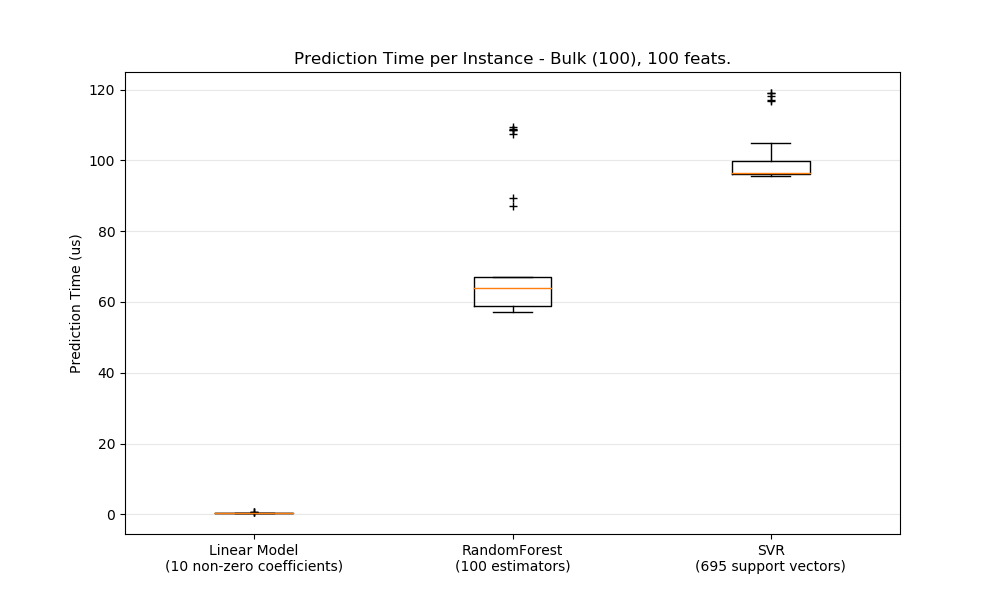 Prediction Time per Instance - Bulk (100), 100 feats.
Prediction Time (us)
120
100
80
60
40
20
0
Linear Model
(10 non-zero coefficients)
RandomForest
(100 estimators)
SVR
(695 support vectors)